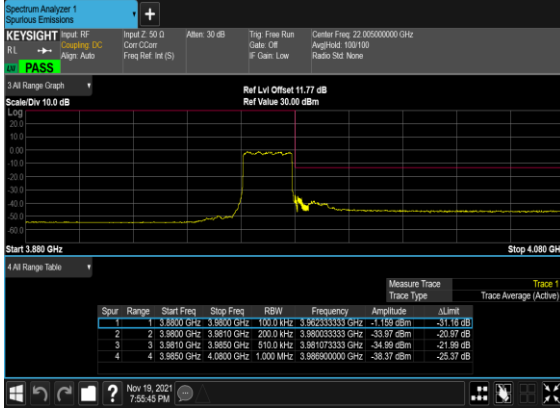 Spectrum Analyzer 1
Spurious Emissions
+
KEYSIGHT Input: RF Input Z: 50 Ω Atten: 30 dB Trig: Free Run Center Freq: 22.005000000 GHz
RL Coupling: DC Corr CCorr Gate: Off Avg|Hold: 100/100
Align: Auto Freq Ref: Int (S) IF Gain: Low Radio Std: None
LXI PASS
3 All Range Graph
Ref Lvl Offset 11.77 dB
Scale/Div 10.0 dB Ref Value 30.00 dBm
Log
20.0
10.0
0.00
-10.0
-20.0
-30.0
-40.0
-50.0
-60.0
Start 3.880 GHz Stop 4.080 GH
4 All Range Table
Measure Trace Trace 1
Trace Type Trace Average (Active)
Spur Range Start Freq Stop Freq RBW Frequency Amplitude ΔLimit
1 1 3.8800 GHz 3.9800 GHz 100.0 kHz 3.962333333 GHz -1.159 dBm -31.16 dB
2 2 3.9800 GHz 3.9810 GHz 200.0 kHz 3.980033333 GHz -33.97 dBm -20.97 dB
3 3 3.9810 GHz 3.9850 GHz 510.0 kHz 3.981073333 GHz -34.99 dBm -21.99 dB
4 4 3.9850 GHz 4.0800 GHz 1.000 MHz 3.986900000 GHz -38.37 dBm -25.37 dB
? Nov 19, 2021
7:55:45 PM